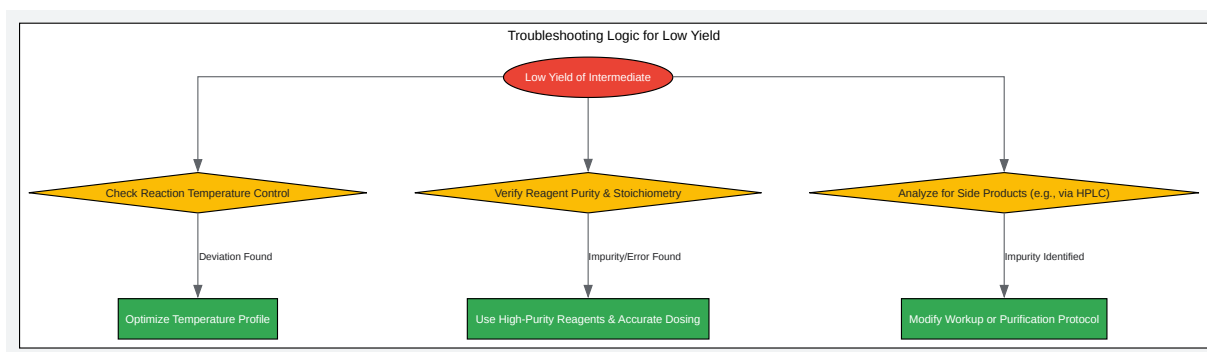 Troubleshooting Logic for Low Yield
Low Yield of Intermediate
Check Reaction Temperature Control
Verify Reagent Purity & Stoichiometry
Analyze for Side Products (e.g., via HPLC)
Deviation Found
Impurity/Error Found
Impurity Identified
Optimize Temperature Profile
Use High-Purity Reagents & Accurate Dosing
Modify Workup or Purification Protocol